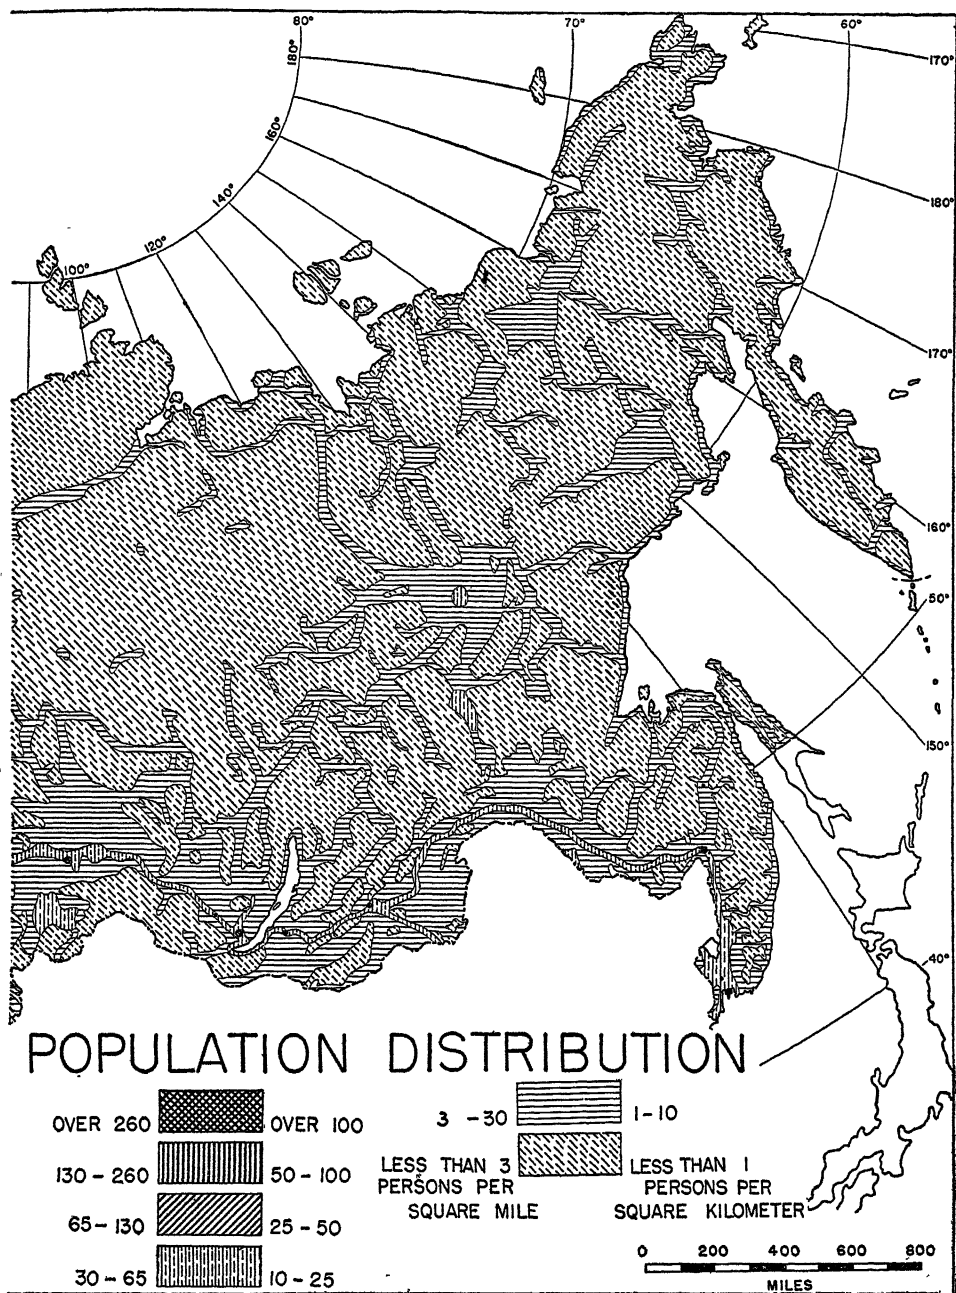 80°
70°
60°
180°
170°
160°
140°
180°
120°
100°
170°
160°
50°
150°
40°
POPULATION DISTRIBUTION
OVER 260 OVER 100
3 -30 1-10
130-260 50-100
LESS THAN 3 LESS THAN 1
PERSONS PER PERSONS PER
SQUARE MILE SQUARE KILOMETER
65-130 25-50
30-65 10-25
0 200 400 600 800
MILES